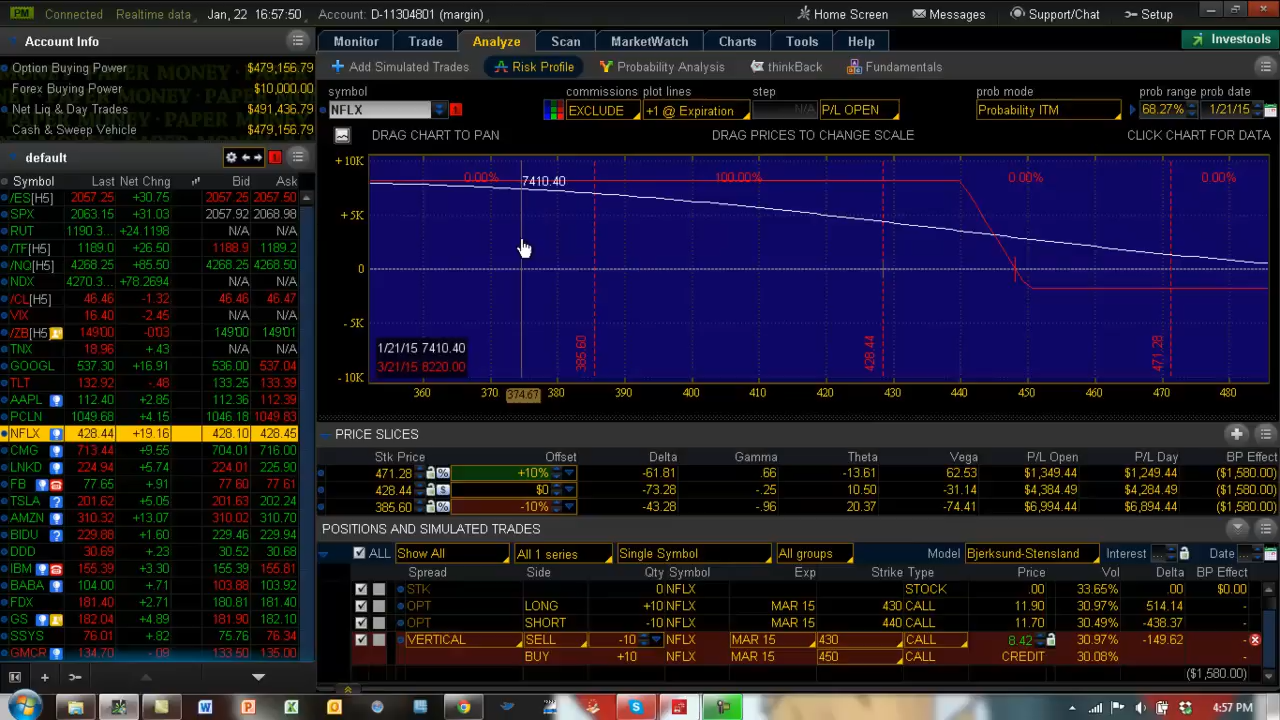 PM Connected Realtime data Jan, 22 16:57:50 Account: D-11304801 (margin) Home Screen Messages Support/Chat Setup
Account Info
Option Buying Power $479,156.79
Forex Buying Power $10,000.00
Net Liq & Day Trades $491,436.79
Cash & Sweep Vehicle $479,156.79
default
Symbol Last Net Chng Bid Ask
/ES[H5] 2057.25 +30.75 2057.25 2057.50
SPX 2063.15 +31.03 2057.92 2068.98
RUT 1190.3... +24.1198 N/A N/A
/TF[H5] 1189.0 +26.50 1188.9 1189.2
/NQ[H5] 4268.25 +85.50 4268.25 4268.50
NDX 4270.3... +78.2694 N/A N/A
/CL[H5] 46.46 -1.32 46.46 46.47
VIX 16.40 -2.45 N/A N/A
/ZB[H5] 149'00 -0'03 149'00 149'01
TNX 18.96 +.43 N/A N/A
GOOGL 537.30 +16.91 536.00 537.04
TLT 132.92 -.48 133.25 133.39
AAPL 112.40 +2.85 112.36 112.39
PCLN 1049.68 +4.15 1046.18 1049.83
NFLX 428.44 +19.16 428.10 428.45
CMG 713.44 +9.55 704.01 716.00
LNKD 224.94 +5.74 224.01 225.90
FB 77.65 +.91 77.60 77.61
TSLA 201.62 +5.05 201.63 202.24
AMZN 310.32 +13.07 310.02 310.70
BIDU 229.88 +1.60 229.46 229.94
DDD 30.69 +.23 30.52 30.68
IBM 155.39 +3.30 155.39 155.81
BABA 104.00 +.71 103.88 103.92
FDX 181.40 +2.71 180.81 181.40
GS 182.04 +4.89 181.90 182.10
SSYS 76.01 +.82 75.76 76.34
GMCR 134.70 -.09 133.50 135.00
Monitor Trade Analyze Scan MarketWatch Charts Tools Help Investools
Add Simulated Trades Risk Profile Probability Analysis thinkBack Fundamentals
symbol commissions plot lines step prob mode prob range prob date
NFLX EXCLUDE +1 @ Expiration N/A P/L OPEN Probability ITM 68.27% 1/21/15
DRAG CHART TO PAN DRAG PRICES TO CHANGE SCALE CLICK CHART FOR DATA
+10K
0.00% 7410.40 100.00% 0.00% 0.00%
+5K
0
-5K
385.60 428.44 471.28
1/21/15 7410.40
3/21/15 8220.00
-10K
360 370 374.67 380 390 400 410 420 430 440 450 460 470 480
PRICE SLICES
Stk Price Offset Delta Gamma Theta Vega P/L Open P/L Day BP Effect
471.28 % +10% -61.81 .66 -13.61 62.53 $1,349.44 $1,249.44 ($1,580.00)
428.44 $ $0 -73.28 -.25 10.50 -31.14 $4,384.49 $4,284.49 ($1,580.00)
385.60 % -10% -43.28 -.96 20.37 -74.41 $6,994.44 $6,894.44 ($1,580.00)
POSITIONS AND SIMULATED TRADES
ALL Show All All 1 series Single Symbol All groups Model Bjerksund-Stensland Interest ... Date ...
Spread Side Qty Symbol Exp Strike Type Price Vol Delta BP Effect
STK 0 NFLX STOCK .00 33.65% .00 $0.00
OPT LONG +10 NFLX MAR 15 430 CALL 11.90 30.97% 514.14 -
OPT SHORT -10 NFLX MAR 15 440 CALL 11.70 30.49% -438.37 -
VERTICAL SELL -10 NFLX MAR 15 430 CALL 8.42 30.97% -149.62 -
BUY +10 NFLX MAR 15 450 CALL CREDIT 30.08% -
($1,580.00)
4:57 PM